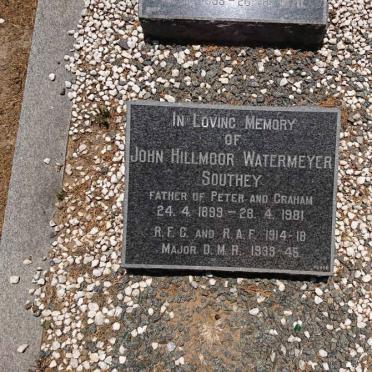 In Loving Memory
of
John Hillmoor Watermeyer
Southey
father of Peter and Graham
24. 4. 1899 – 28. 4. 1981
R. F. C. and R. A. F. 1914-18
Major D. M. R. 1939-45